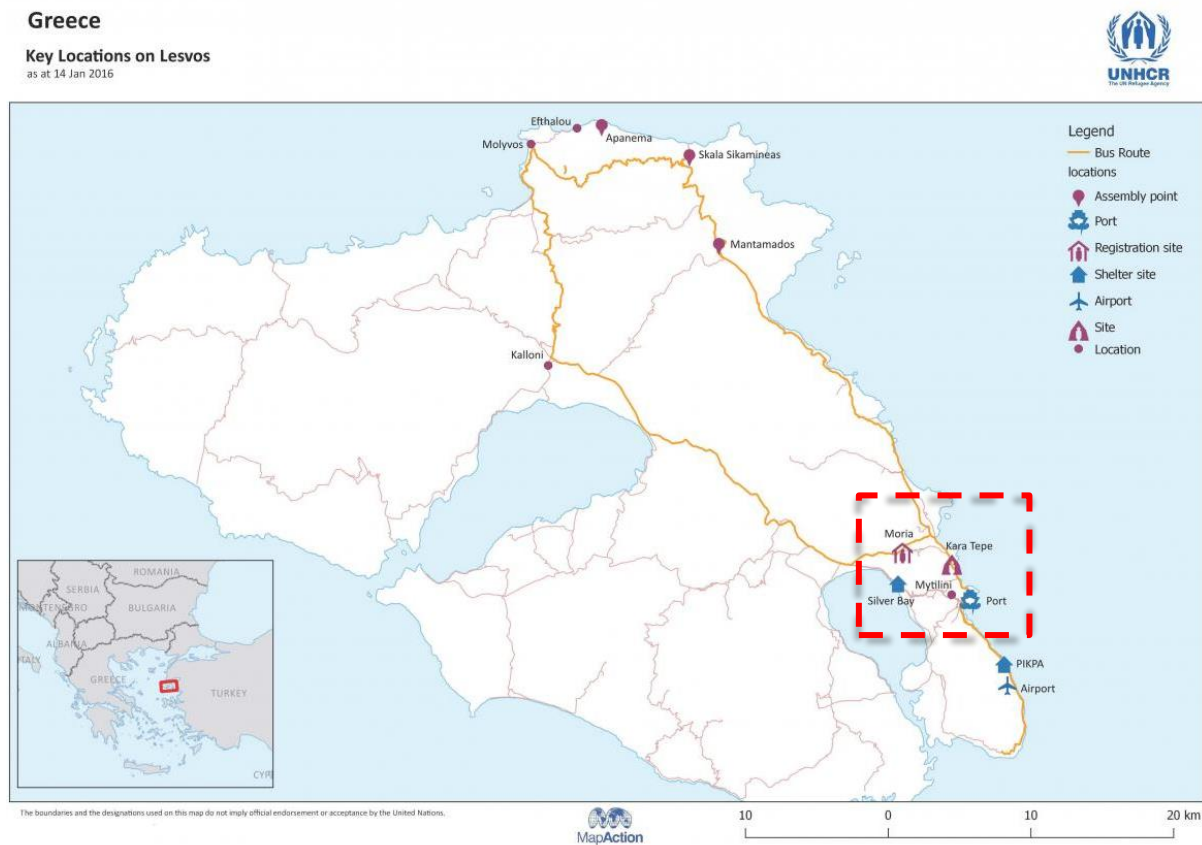 Greece
Key Locations on Lesvos
as at 14 Jan 2016
UNHCR
The UN Refugee Agency
Efthalou
Apanema
Molyvos
Skala Sikamineas
Mantamados
Kalloni
Moria
Kara Tepe
Mytilini
Silver Bay
Port
PIKPA
Airport
Legend
Bus Route
locations
Assembly point
Port
Registration site
Shelter site
Airport
Site
Location
ROMANIA
SERBIA
MONTENEGRO
BULGARIA
ALBANIA
ITALY
GREECE
TURKEY
CYP
The boundaries and the designations used on this map do not imply official endorsement or acceptance by the United Nations.
MapAction
10 0 10 20 km